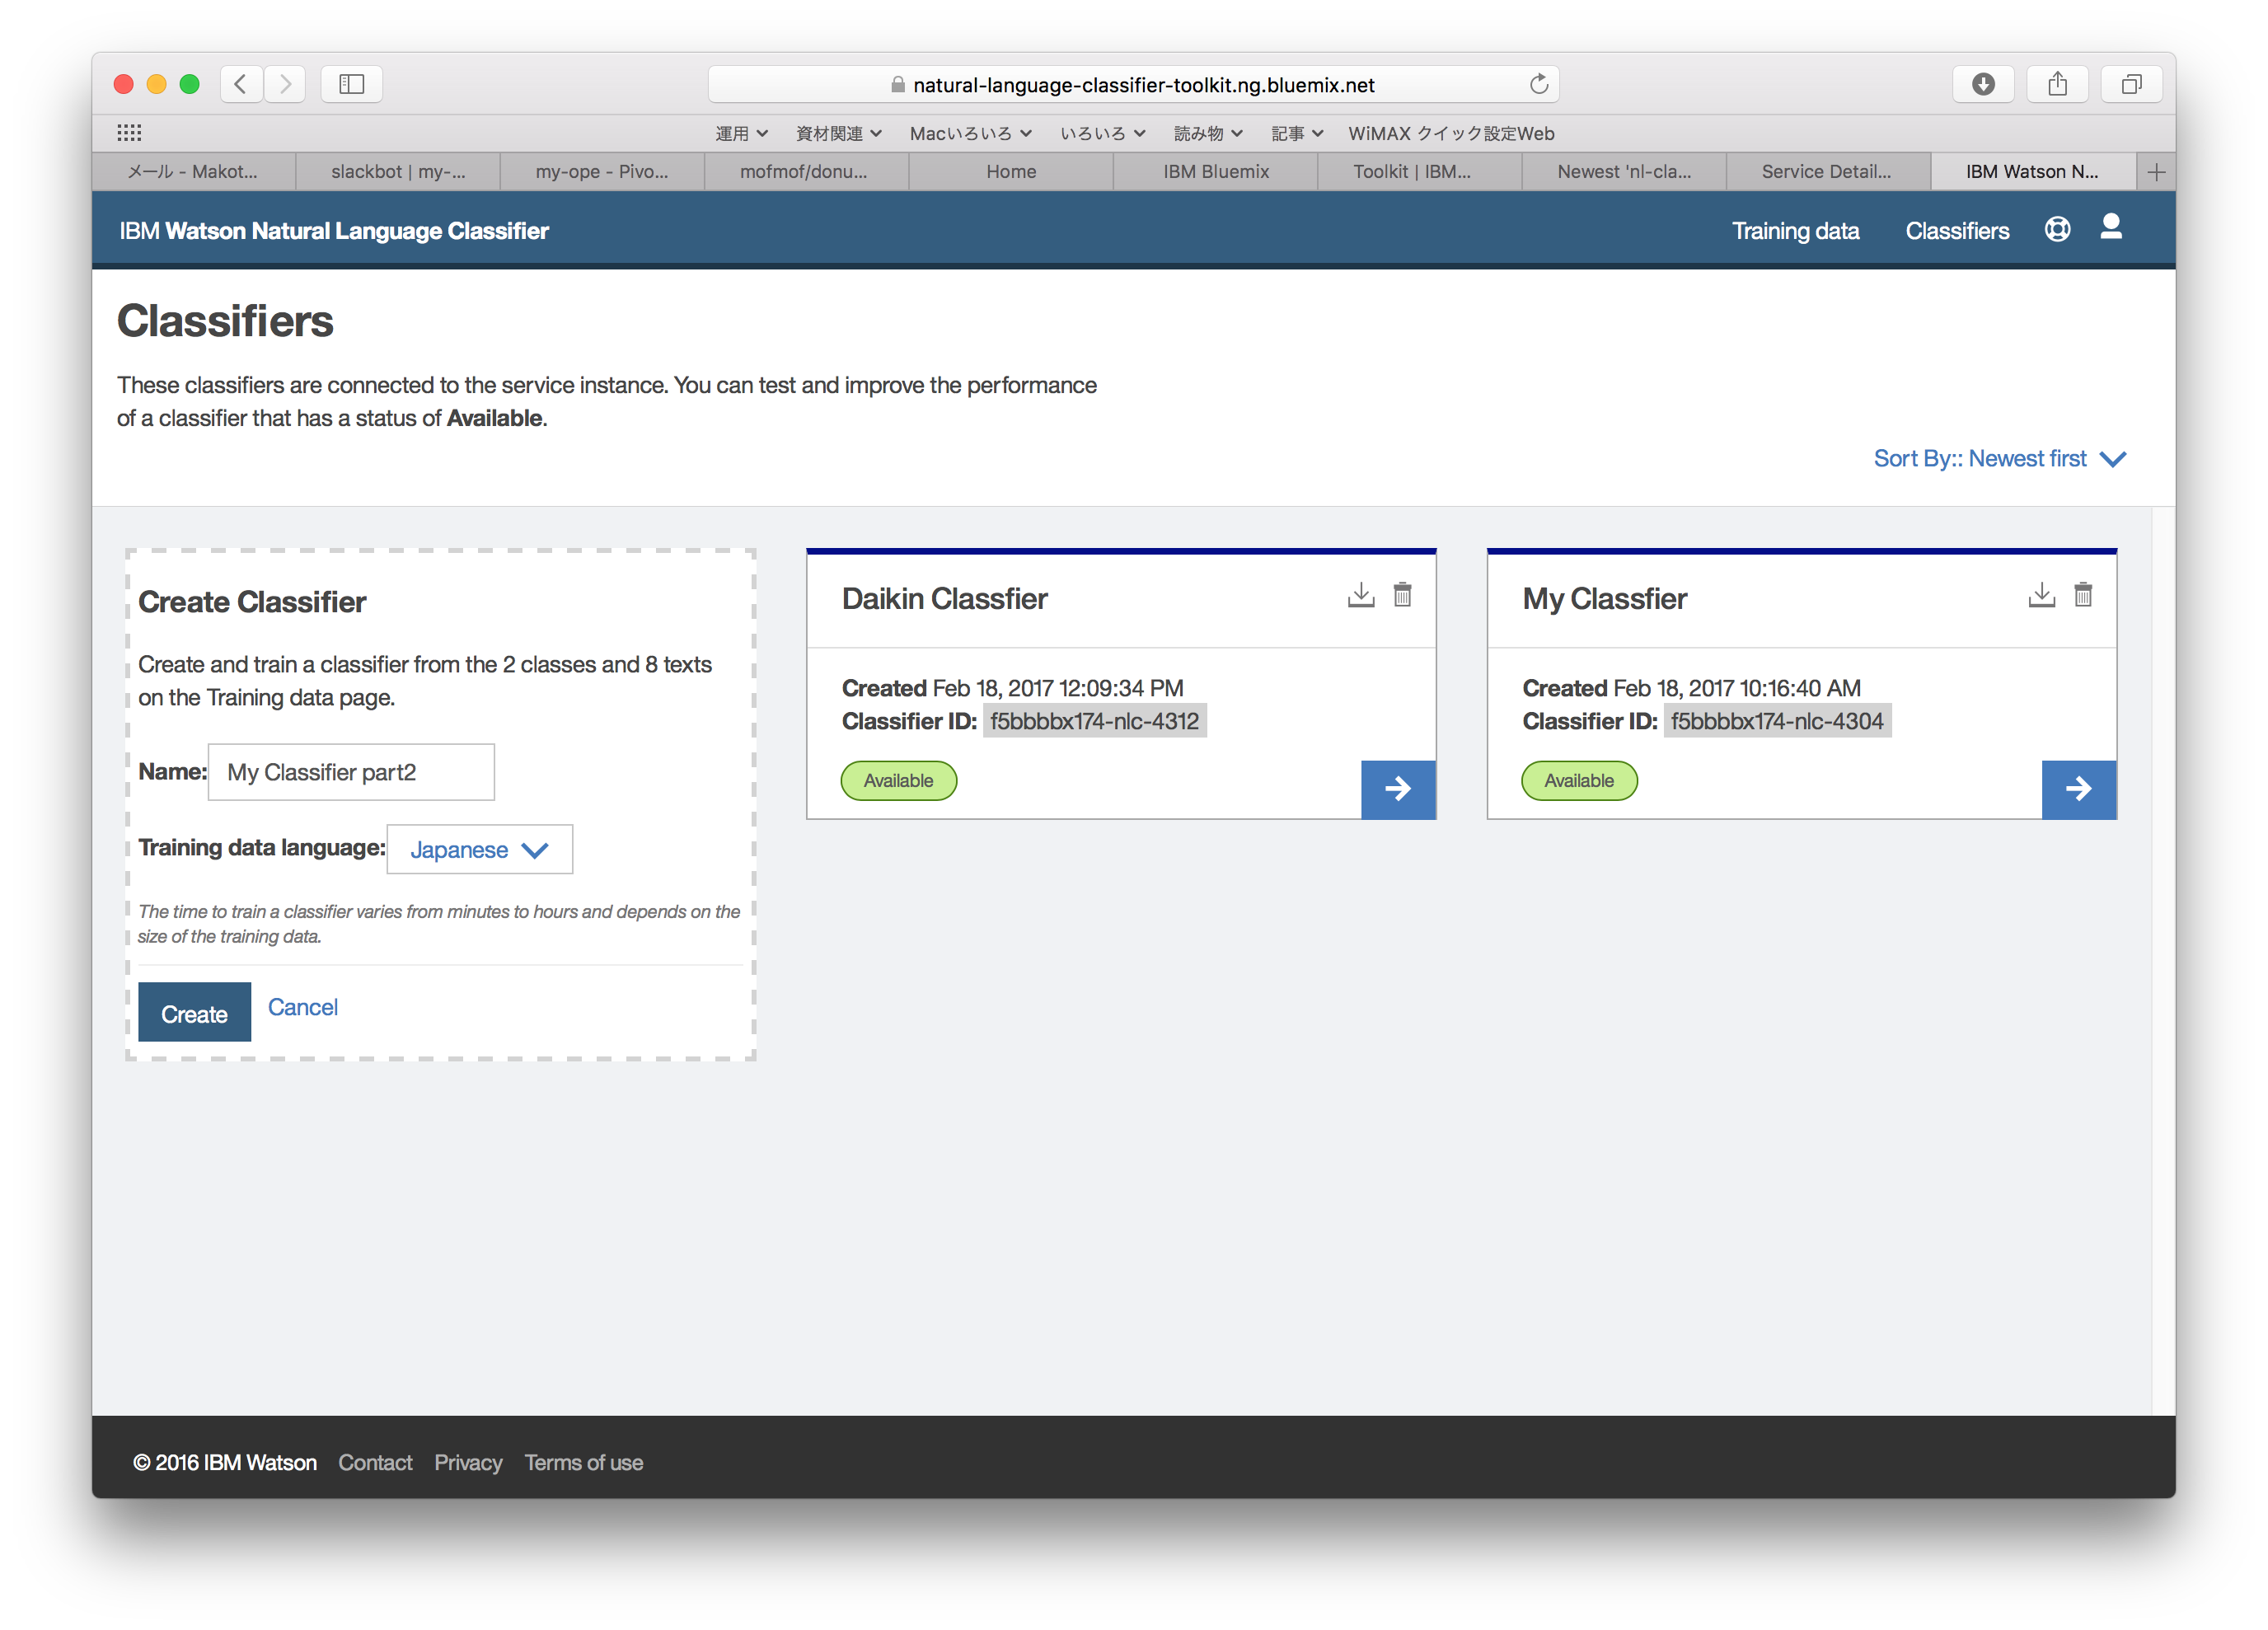 natural-language-classifier-toolkit.ng.bluemix.net
運用 資材関連 Macいろいろ いろいろ 読み物 記事 WiMAX クイック設定Web
メール - Makot... slackbot | my-... my-ope - Pivo... mofmof/donu... Home IBM Bluemix Toolkit | IBM... Newest 'nl-cla... Service Detail... IBM Watson N...
IBM Watson Natural Language Classifier Training data Classifiers
Classifiers
These classifiers are connected to the service instance. You can test and improve the performance
of a classifier that has a status of Available.
Sort By:: Newest first
Create Classifier
Create and train a classifier from the 2 classes and 8 texts
on the Training data page.
Name: My Classifier part2
Training data language: Japanese
The time to train a classifier varies from minutes to hours and depends on the
size of the training data.
Create Cancel
Daikin Classfier
Created Feb 18, 2017 12:09:34 PM
Classifier ID: f5bbbbx174-nlc-4312
Available
My Classfier
Created Feb 18, 2017 10:16:40 AM
Classifier ID: f5bbbbx174-nlc-4304
Available
© 2016 IBM Watson Contact Privacy Terms of use